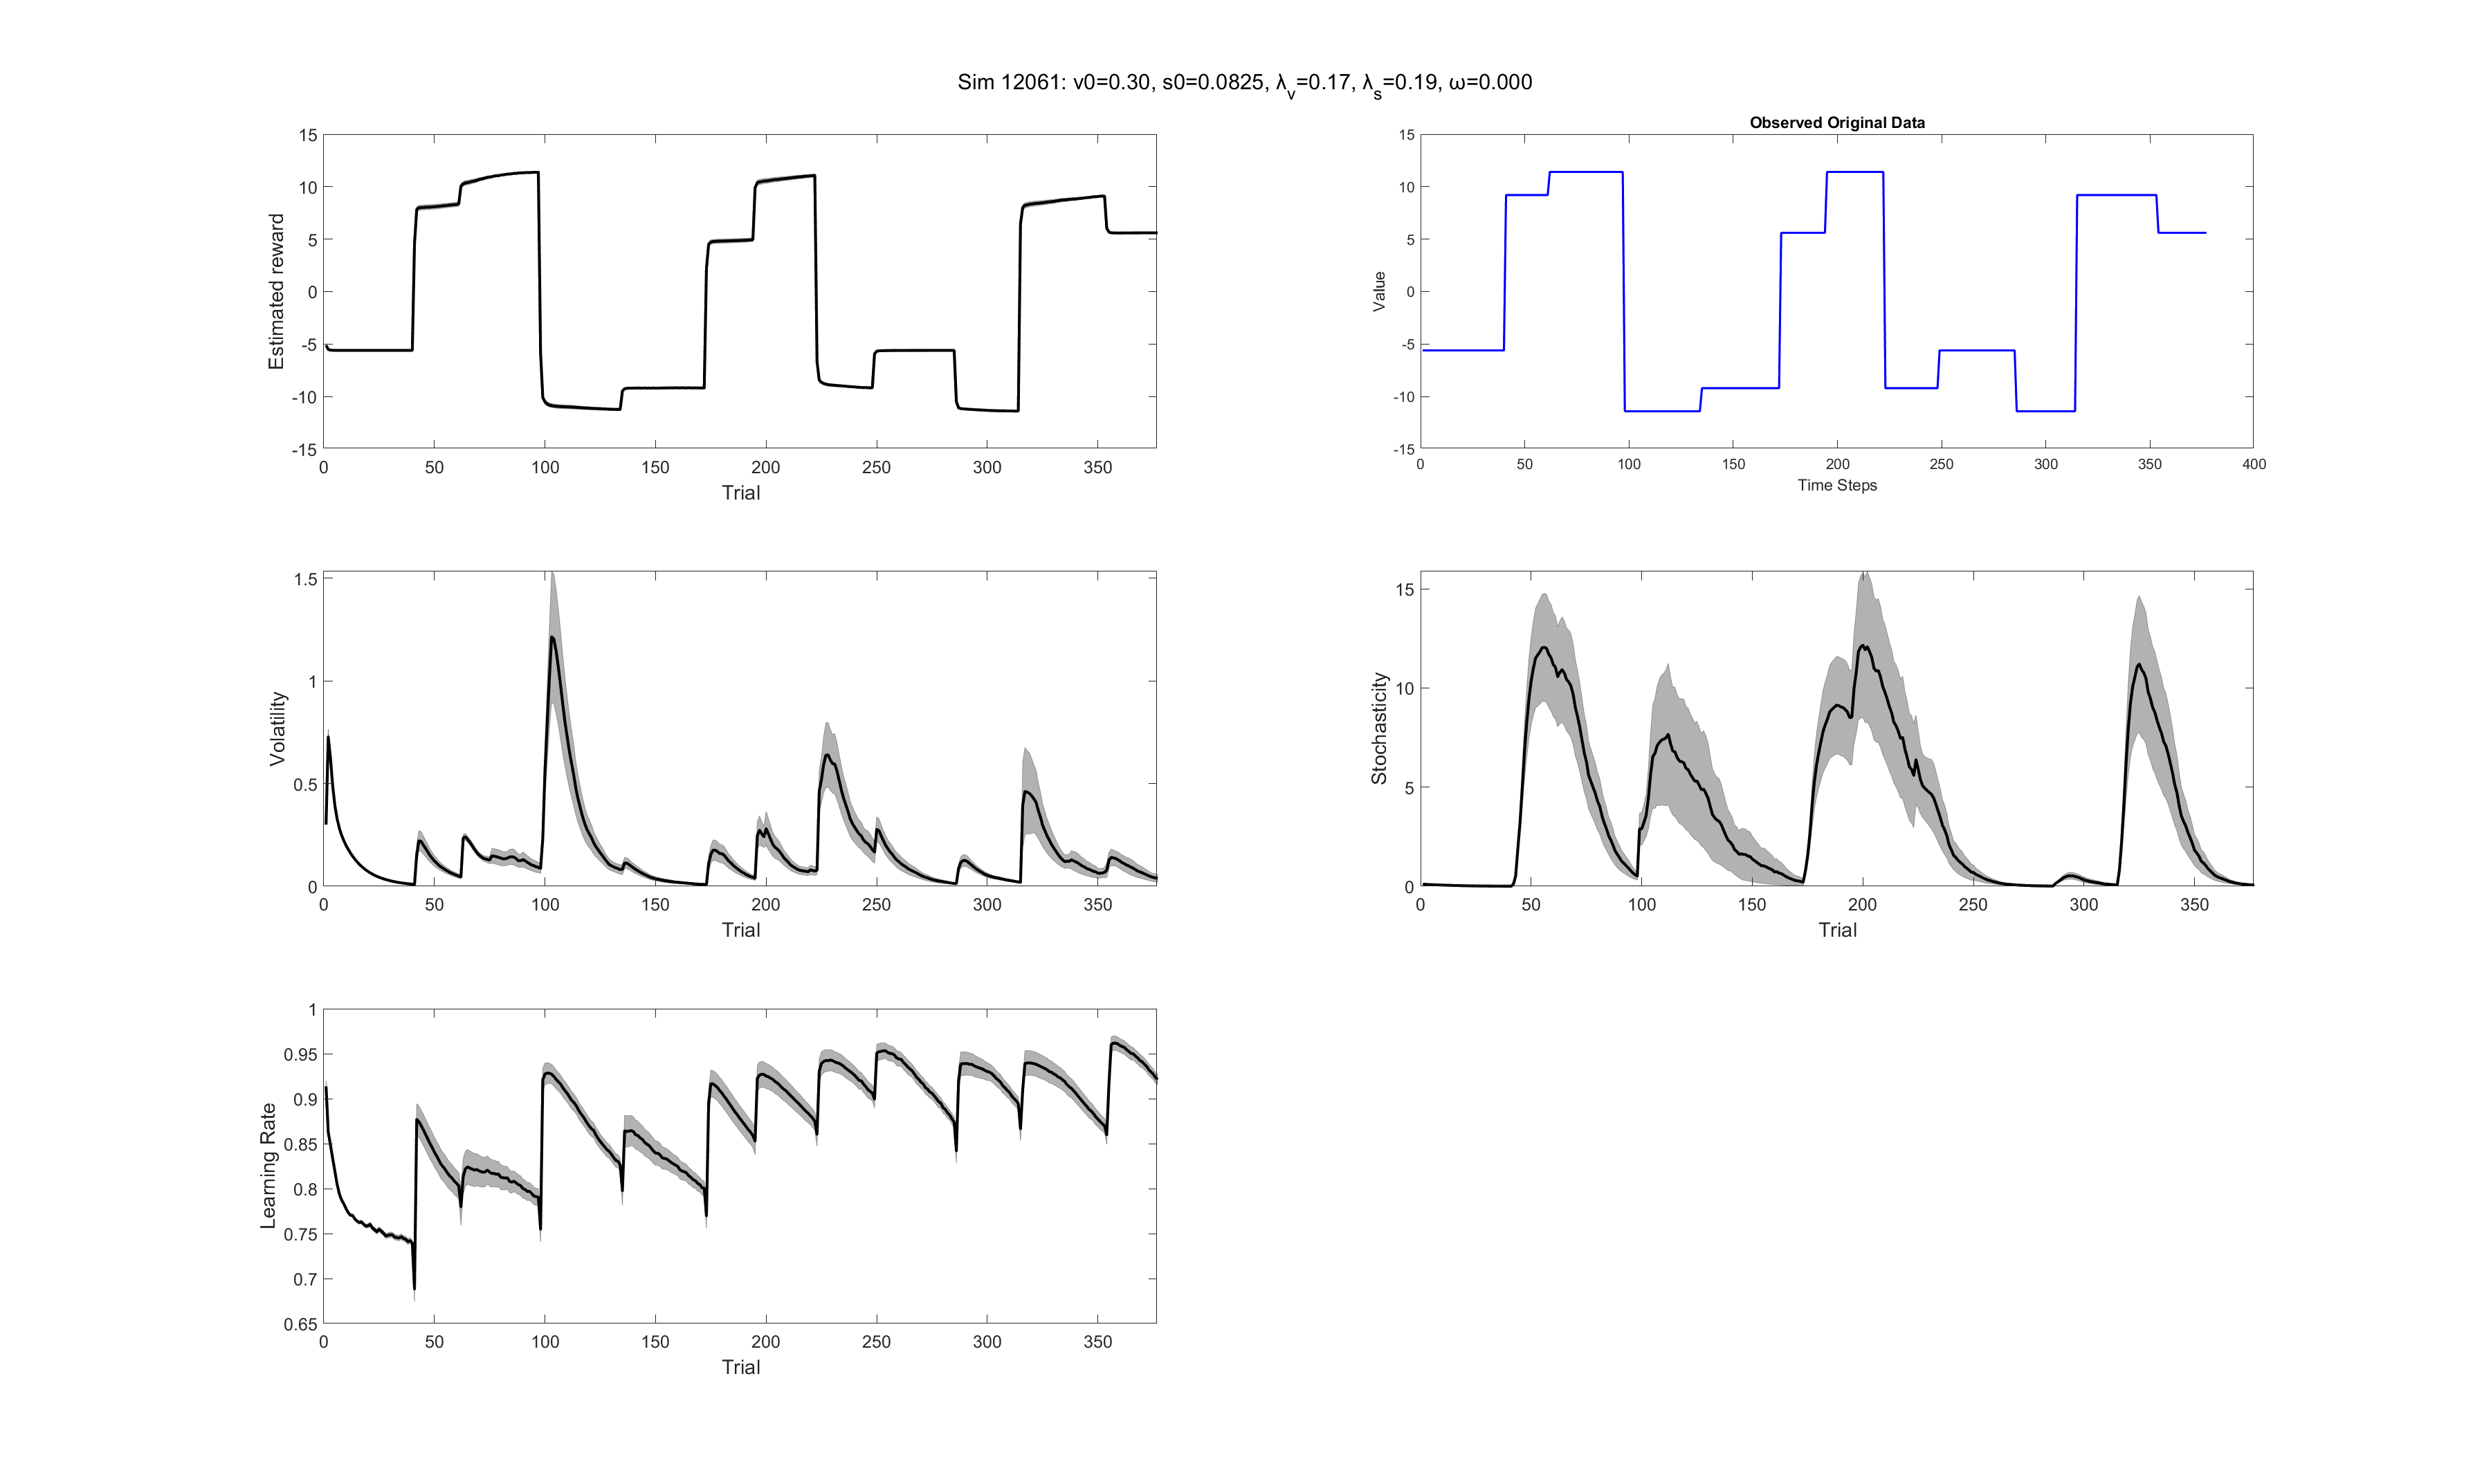 Sim 12061: v0=0.30, s0=0.0825, λv=0.17, λs=0.19, ω=0.000
15
10
5
0
-5
-10
-15
Estimated reward
0 50 100 150 200 250 300 350
Trial
Observed Original Data
15
10
5
0
-5
-10
-15
Value
0 50 100 150 200 250 300 350 400
Time Steps
1.5
1
0.5
0
Volatility
0 50 100 150 200 250 300 350
Trial
15
10
5
0
Stochasticity
0 50 100 150 200 250 300 350
Trial
1
0.95
0.9
0.85
0.8
0.75
0.7
0.65
Learning Rate
0 50 100 150 200 250 300 350
Trial